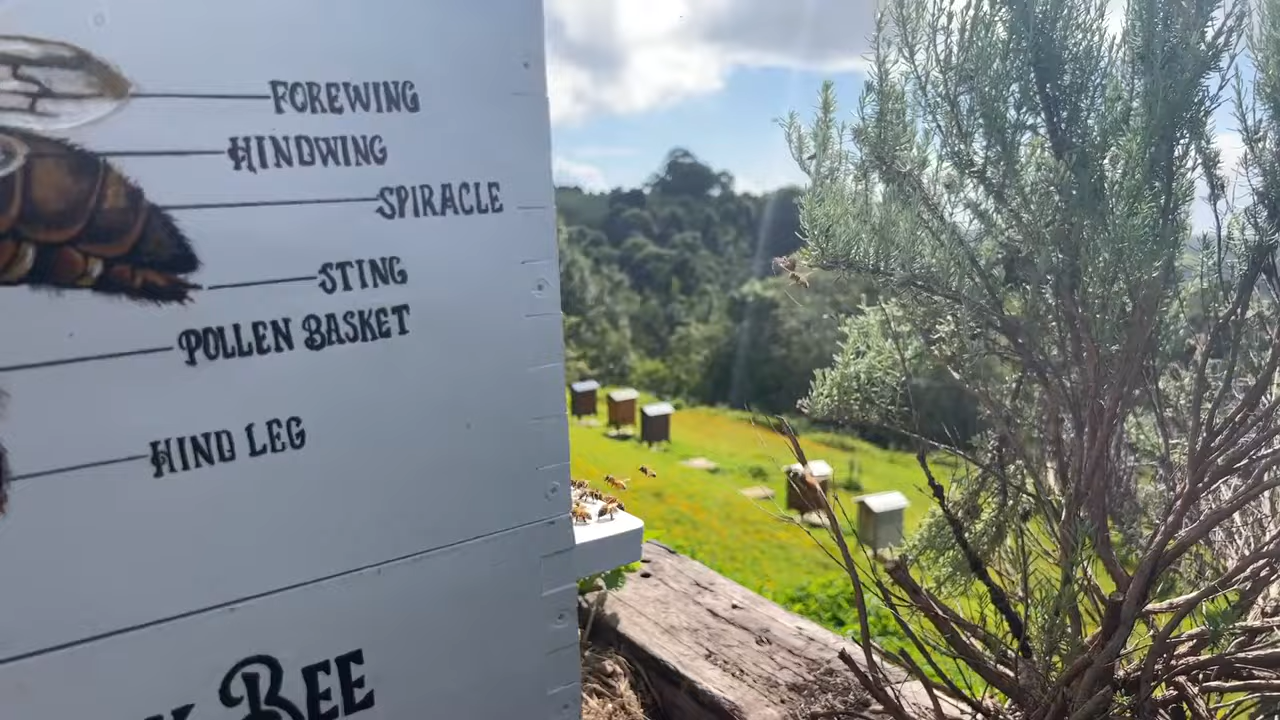 FOREWING
HINDWING
SPIRACLE
STING
POLLEN BASKET
HIND LEG
BEE